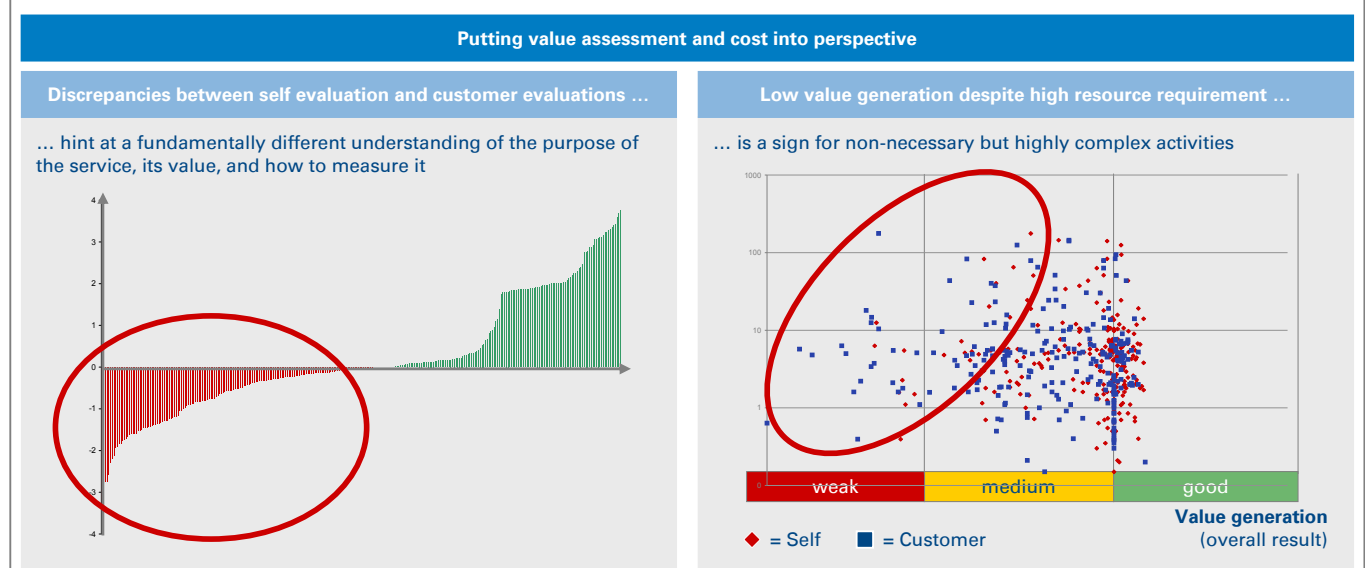 Putting value assessment and cost into perspective
Discrepancies between self evaluation and customer evaluations …
… hint at a fundamentally different understanding of the purpose of
the service, its value, and how to measure it
4
3
2
1
0
-1
-2
-3
-4
Low value generation despite high resource requirement …
… is a sign for non-necessary but highly complex activities
1000
100
10
1
0
weak
medium
good
Value generation
(overall result)
= Self
= Customer